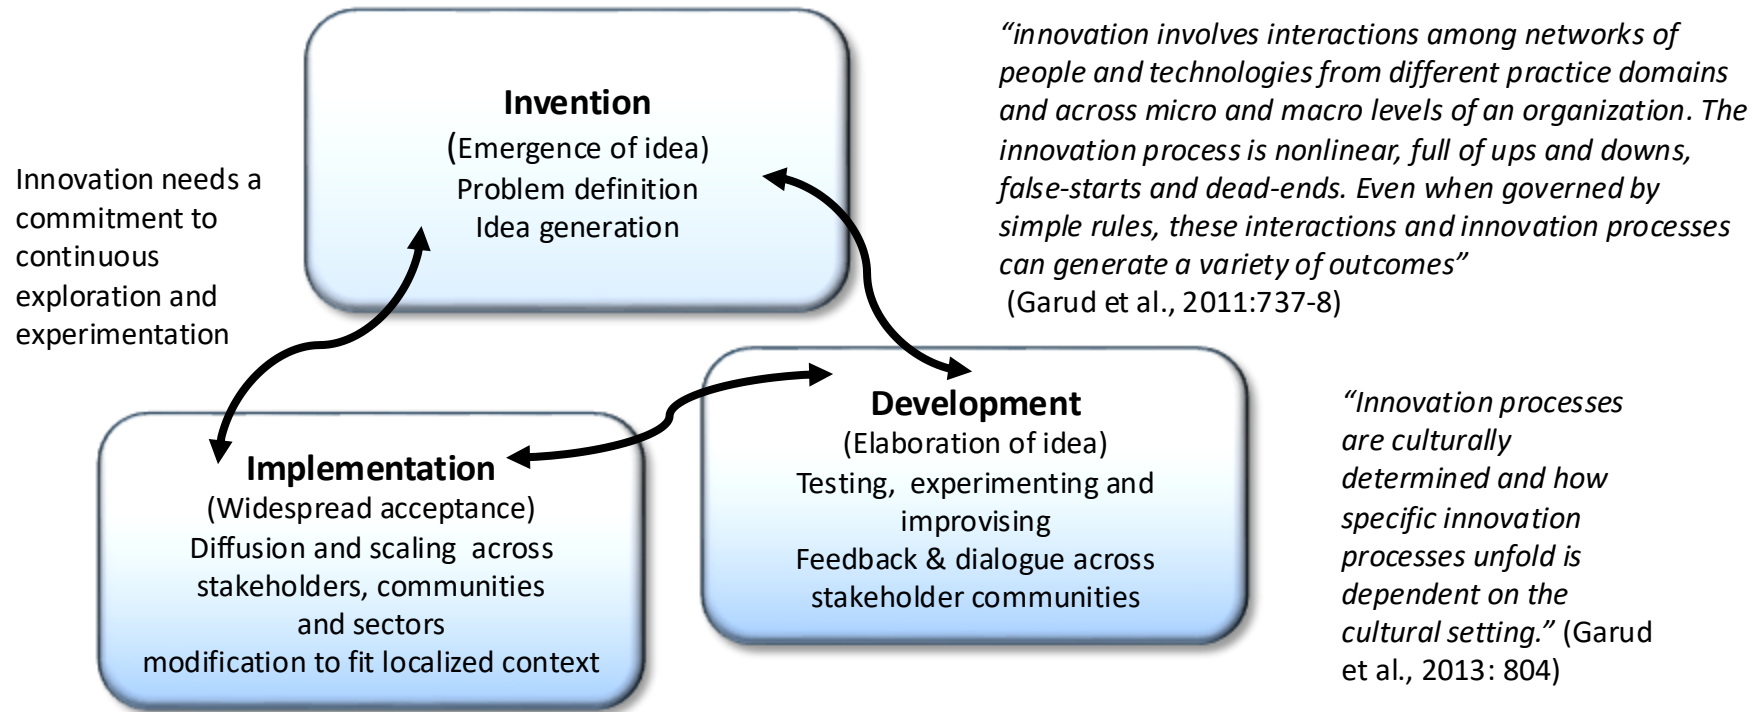 Invention
(Emergence of idea)
Problem definition
Idea generation
“innovation involves interactions among networks of
people and technologies from different practice domains
and across micro and macro levels of an organization. The
innovation process is nonlinear, full of ups and downs,
false-starts and dead-ends. Even when governed by
simple rules, these interactions and innovation processes
can generate a variety of outcomes”
(Garud et al., 2011:737-8)
Innovation needs a
commitment to
continuous
exploration and
experimentation
Implementation
(Widespread acceptance)
Diffusion and scaling  across
stakeholders, communities
and sectors
modification to fit localized context
Development
(Elaboration of idea)
Testing,  experimenting and
improvising
Feedback & dialogue across
stakeholder communities
“Innovation processes
are culturally
determined and how
specific innovation
processes unfold is
dependent on the
cultural setting.” (Garud
et al., 2013: 804)